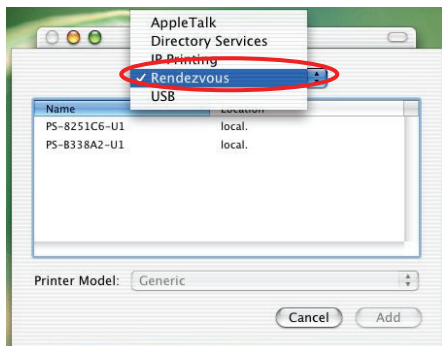 AppleTalk
Directory Services
IP Printing
✓ Rendezvous
USB
Name Location
PS-8251C6-U1 local.
PS-B338A2-U1 local.
Printer Model: Generic
Cancel Add